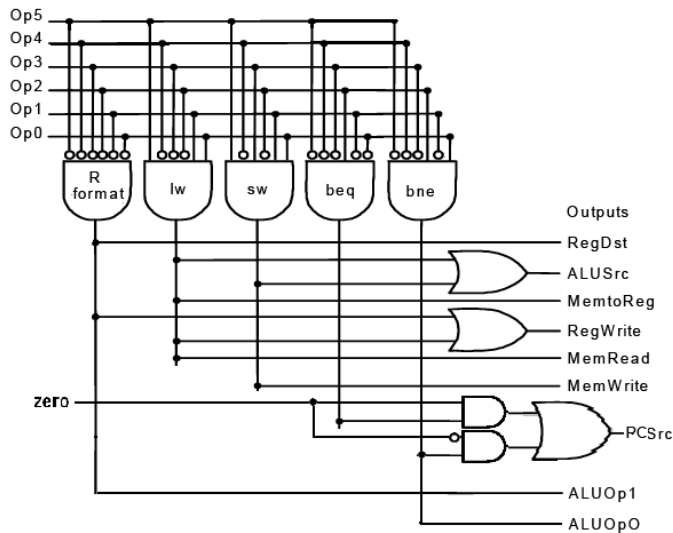 Op5
Op4
Op3
Op2
Op1
Op0
R
format
lw
sw
beq
bne
Outputs
RegDst
ALUSrc
MemtoReg
RegWrite
MemRead
MemWrite
zero
PCSrc
ALUOp1
ALUOpO